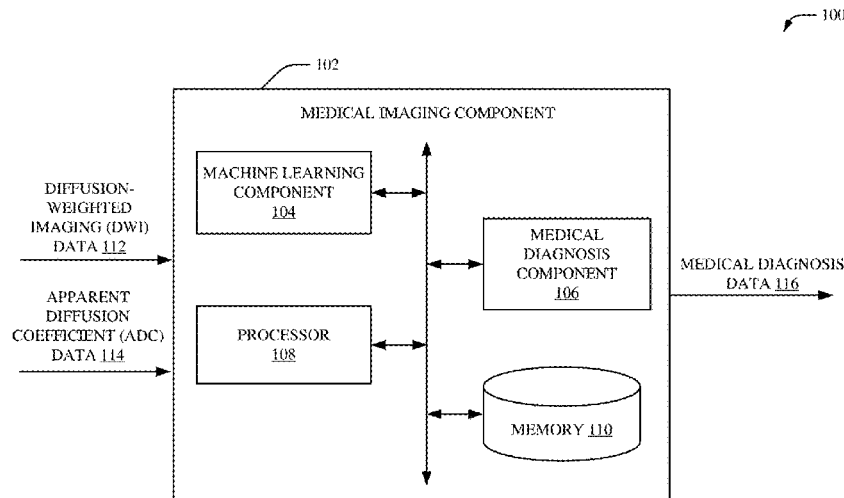 100
102
MEDICAL IMAGING COMPONENT
MACHINE LEARNING
COMPONENT
104
DIFFUSION-
WEIGHTED
IMAGING (DWI)
DATA 112
MEDICAL
DIAGNOSIS
COMPONENT
106
MEDICAL DIAGNOSIS
DATA 116
APPARENT
DIFFUSION
COEFFICIENT (ADC)
DATA 114
PROCESSOR
108
MEMORY 110